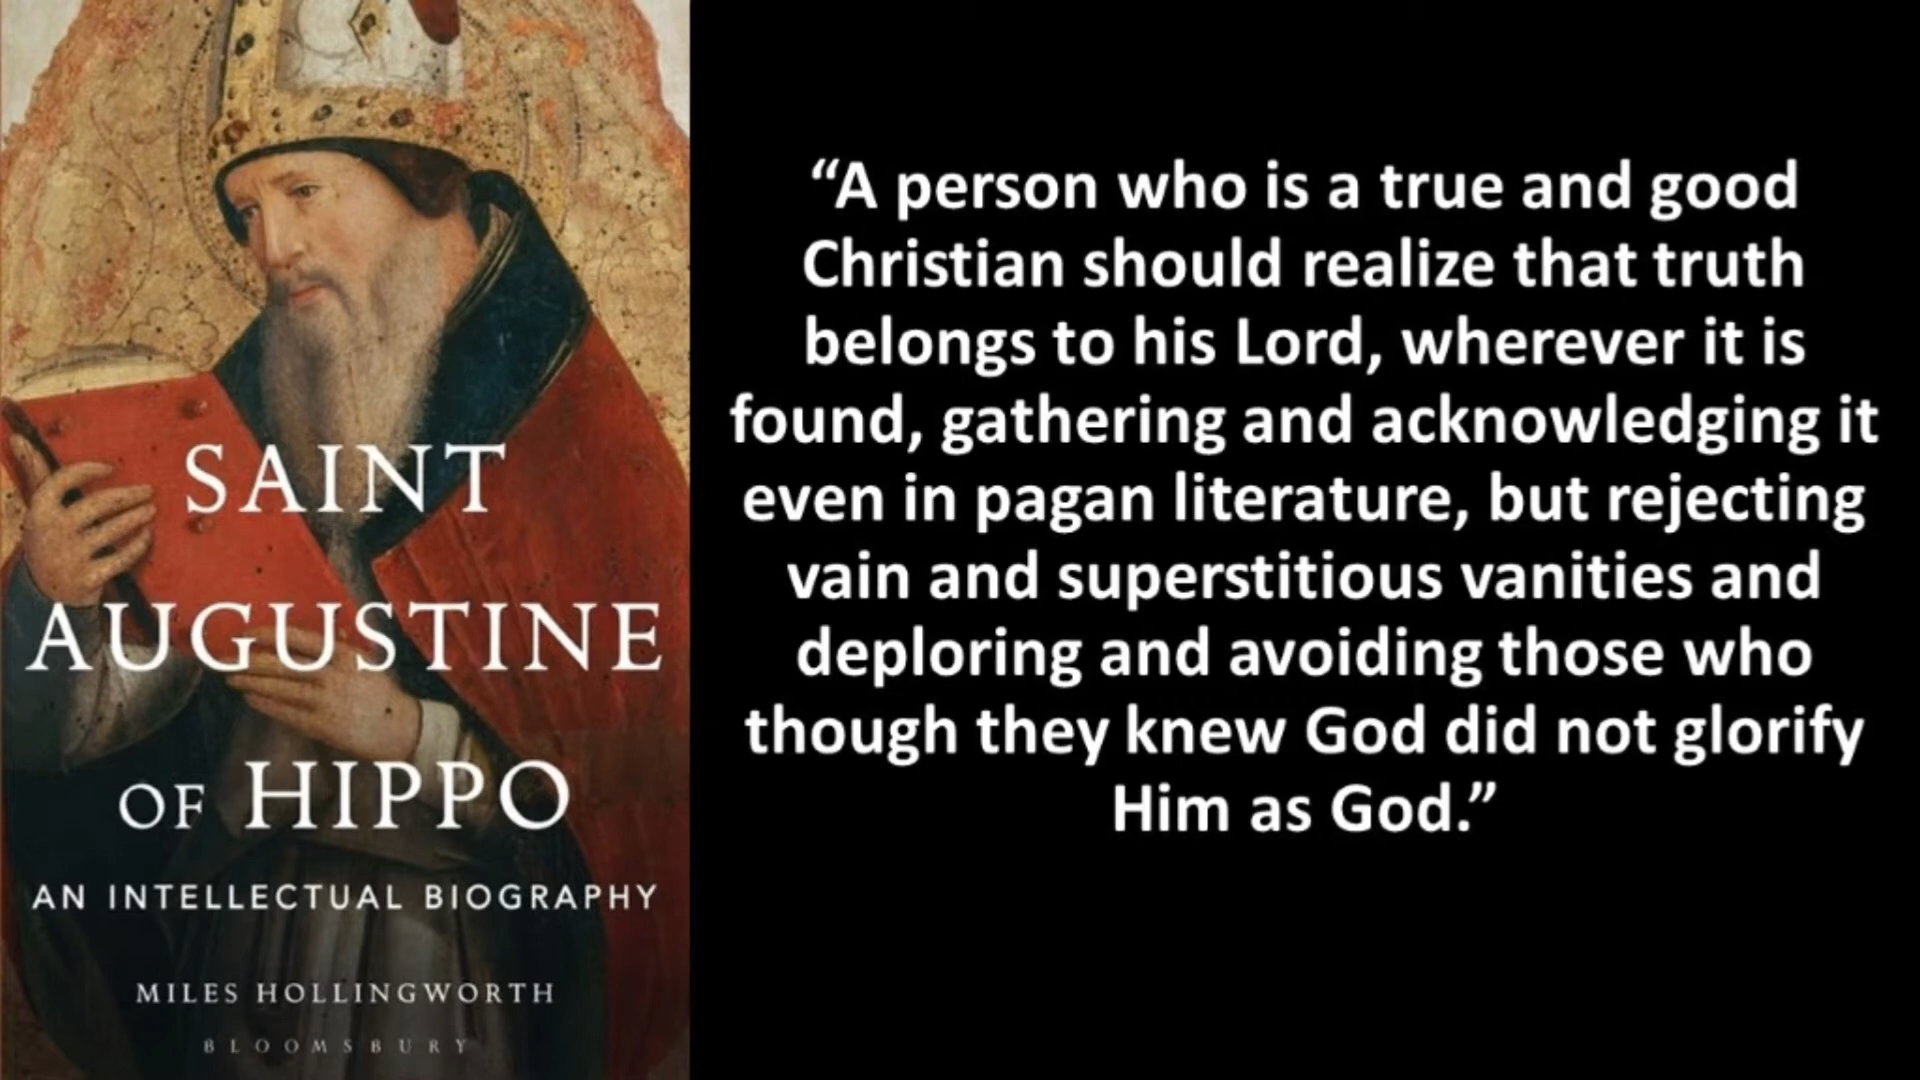 SAINT
AUGUSTINE
OF HIPPO
AN INTELLECTUAL BIOGRAPHY
MILES HOLLINGWORTH
BLOOMSBURY
“A person who is a true and good
Christian should realize that truth
belongs to his Lord, wherever it is
found, gathering and acknowledging it
even in pagan literature, but rejecting
vain and superstitious vanities and
deploring and avoiding those who
though they knew God did not glorify
Him as God.”